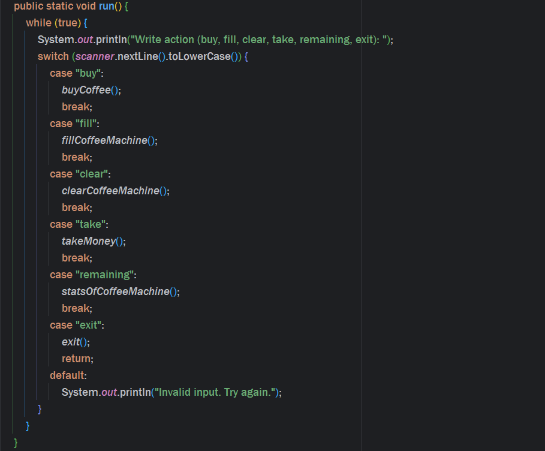 public static void run() {
while (true) {
System.out.println("Write action (buy, fill, clear, take, remaining, exit): ");
switch (scanner.nextLine().toLowerCase()) {
case "buy":
buyCoffee();
break;
case "fill":
fillCoffeeMachine();
break;
case "clear":
clearCoffeeMachine();
break;
case "take":
takeMoney();
break;
case "remaining":
statsOfCoffeeMachine();
break;
case "exit":
exit();
return;
default:
System.out.println("Invalid input. Try again.");
}
}
}